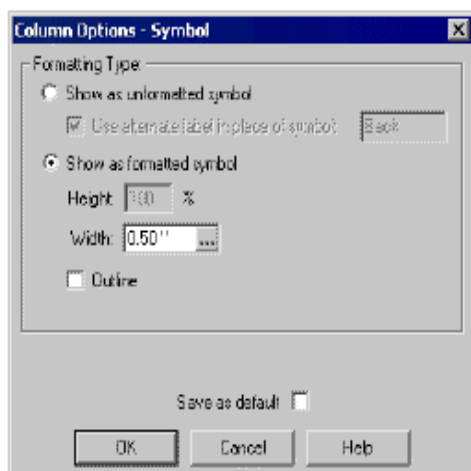 Column Options - Symbol
Formatting Type:
Show as unformatted symbol
Use alternate label in place of symbol:
Show as formatted symbol
Height: %
Width: 0.50" ...
Outline
Save as default
OK Cancel Help